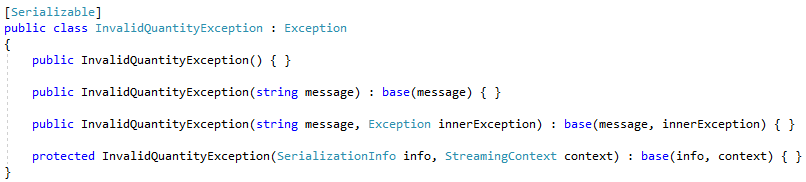 [Serializable]
public class InvalidQuantityException : Exception
{
public InvalidQuantityException() { }
public InvalidQuantityException(string message) : base(message) { }
public InvalidQuantityException(string message, Exception innerException) : base(message, innerException) { }
protected InvalidQuantityException(SerializationInfo info, StreamingContext context) : base(info, context) { }
}